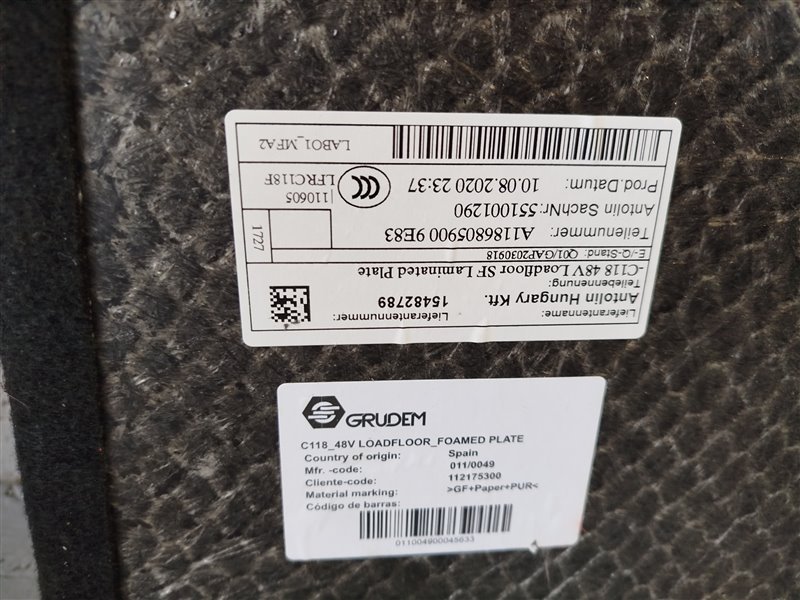 Lieferantenname: Lieferantennummer:
Antolin Hungary Kft. 15482789
Teilebenennung:
-C118 48V Loadfloor SF Laminated Plate
E-/Q-Stand: Q01/GAP2030918
Teilenummer: A1186805900 9E83
1727
Antolin SachNr:551001290
Prod.Datum: 10.08.2020 23:37
CCC
110605
LFRC118F
LABO1_MFA2
GRUDEM
C118_48V LOADFLOOR_FOAMED PLATE
Country of origin: Spain
Mfr. -code: 011/0049
Cliente-code: 112175300
Material marking: >GF+Paper+PUR<
Código de barras:
011004900045633